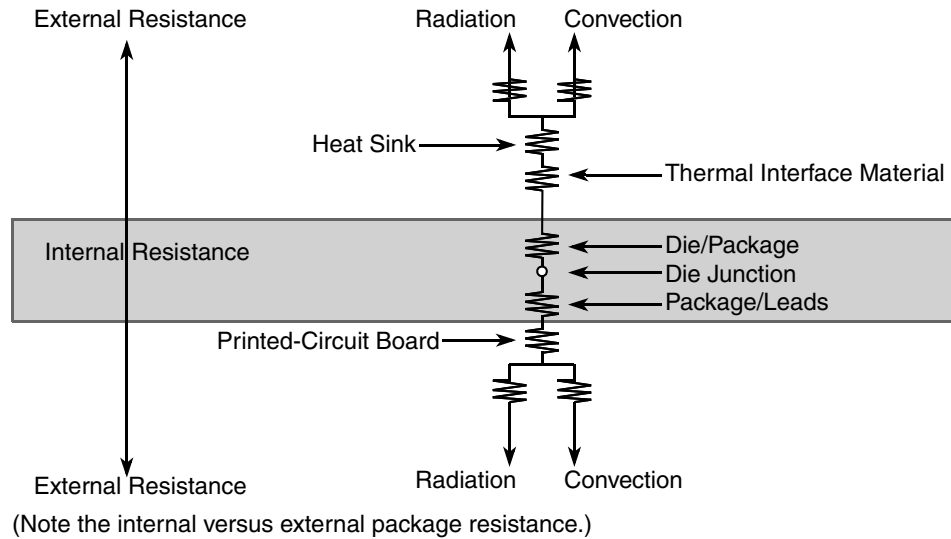 External Resistance
Radiation
Convection
Heat Sink
Thermal Interface Material
Internal Resistance
Die/Package
Die Junction
Package/Leads
Printed-Circuit Board
External Resistance
Radiation
Convection
(Note the internal versus external package resistance.)